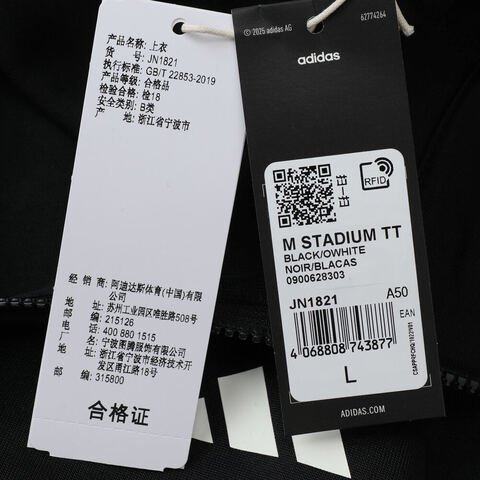 产品名称: 上衣
货 号: JN1821
执行标准: GB/T 22853-2019
产品等级: 合格品
检验合格: 检18
安全类别: B类
产 地: 浙江省宁波市
经 销 商: 阿迪达斯体育(中国)有限
公司
地 址: 苏州工业园区唯胜路508号
邮 编: 215126
电 话: 400 880 1515
制 造 商: 宁波图腾服饰有限公司
地 址: 浙江省宁波市经济技术开
发区甬江路18号
邮 编: 315800
合格证
© 2025 adidas AG
62774264
adidas
RFID
M STADIUM TT
BLACK/OWHITE
NOIR/BLACAS
0900628303
JN1821
A50
EAN
4 068808 743877
L
ADIDAS.COM